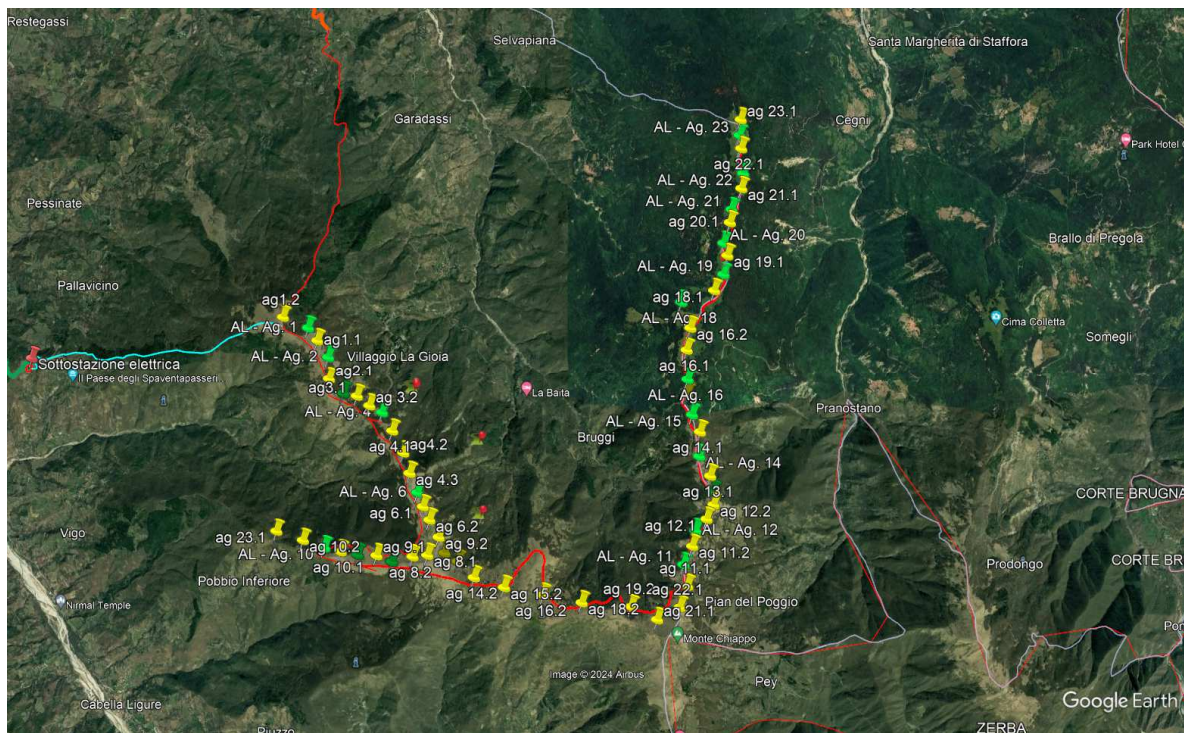 Restegassi
Selvapiana
Santa Margherita di Staffora
Garadassi
Cegni
Park Hotel
Pessinate
Pallavicino
Brallo di Pregola
Cima Colletta
Somegli
ag 23.1
AL - Ag. 23
ag 22.1
AL - Ag. 22
ag 21.1
AL - Ag. 21
ag 20.1
AL - Ag. 20
ag 19.1
AL - Ag. 19
ag 18.1
AL - Ag. 18
ag 16.2
ag 16.1
AL - Ag. 16
AL - Ag. 15
ag 14.1
AL - Ag. 14
ag 13.1
ag 12.2
ag 12.1
AL - Ag. 12
ag 11.2
AL - Ag. 11
ag 11.1
ag1.2
AL - Ag. 1
ag1.1
AL - Ag. 2
Villaggio La Gioia
ag2.1
ag3.1
ag 3.2
AL - Ag. 4
ag 4.1
ag4.2
ag 4.3
AL - Ag. 6
ag 6.1
ag 6.2
Sottostazione elettrica
Il Paese degli Spaventapasseri...
La Baita
Bruggi
Pranostano
CORTE BRUGNA
Vigo
ag 23.1
AL - Ag. 10
ag 10.2
ag 10.1
ag 9.1
ag 9.2
ag 8.1
ag 8.2
Pobbio Inferiore
ag 14.2
ag 15.2
ag 16.2
ag 18.2
ag 19.2
ag 22.1
ag 21.1
Pian del Poggio
Prodongo
CORTE BR
Nirmal Temple
Monte Chiappo
Image © 2024 Airbus
Pey
Cabella Ligure
Piuzzo
ZERBA
Google Earth